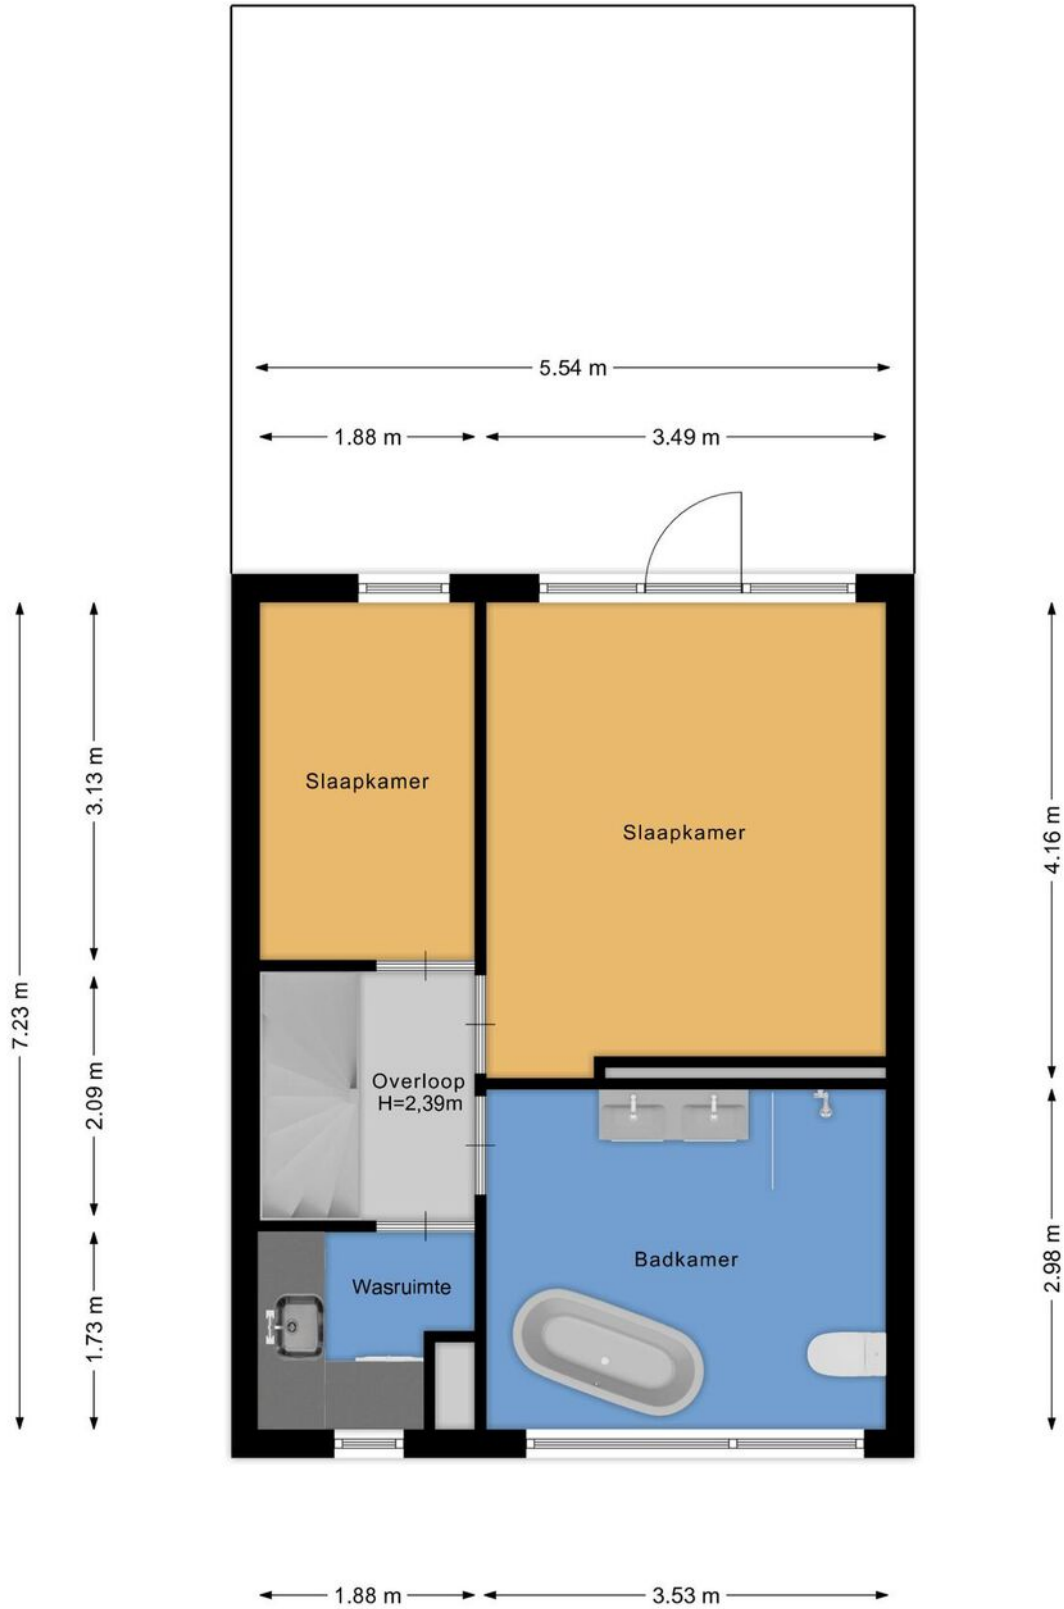 5.54 m
1.88 m
3.49 m
3.13 m
Slaapkamer
Slaapkamer
4.16 m
7.23 m
2.09 m
Overloop
H=2,39m
Badkamer
2.98 m
Wasruimte
1.73 m
1.88 m
3.53 m